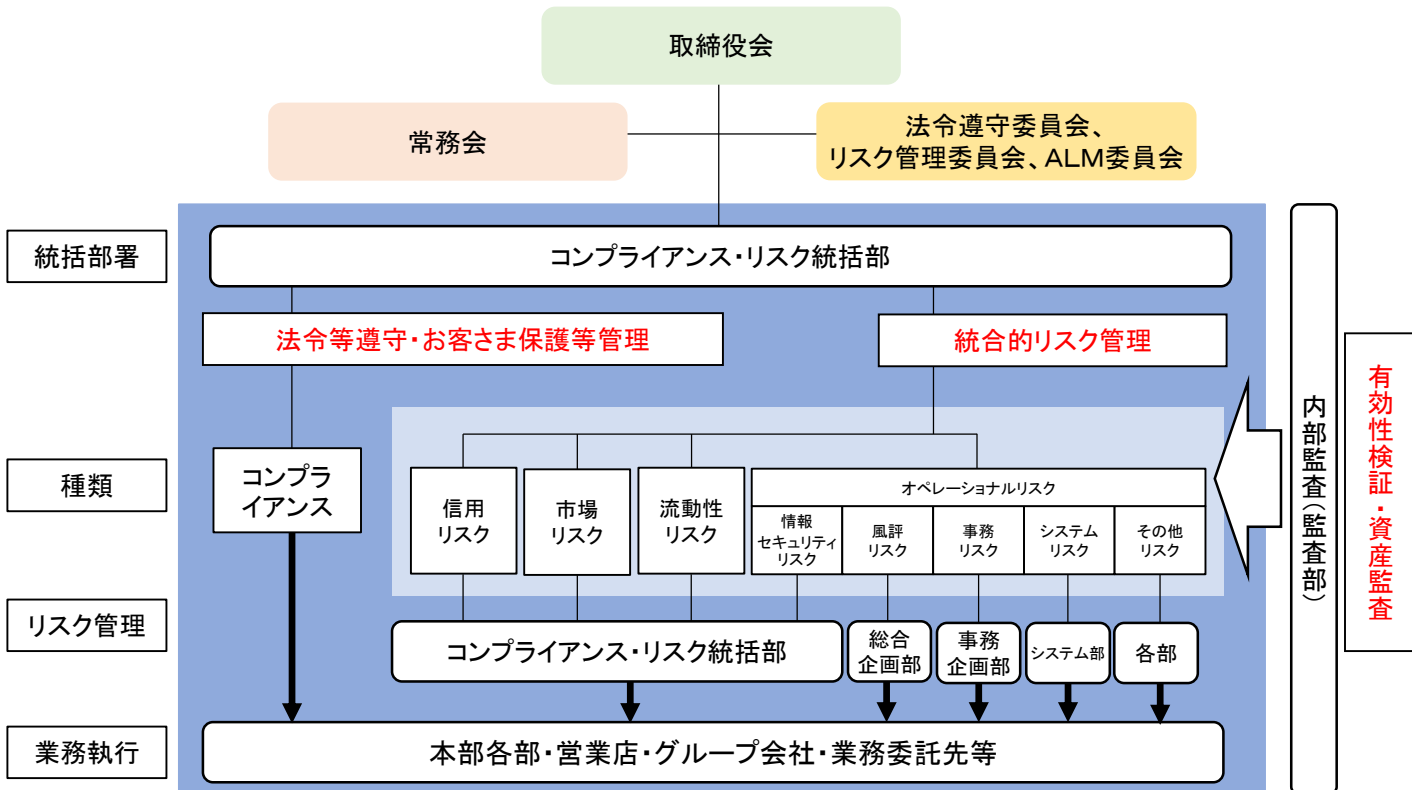 取締役会
常務会
法令遵守委員会、
リスク管理委員会、ALM委員会
統括部署
コンプライアンス・リスク統括部
法令等遵守・お客さま保護等管理
統合的リスク管理
種類
コンプラ
イアンス
信用
リスク
市場
リスク
流動性
リスク
オペレーショナルリスク
情報
セキュリティ
リスク
風評
リスク
事務
リスク
システム
リスク
その他
リスク
リスク管理
コンプライアンス・リスク統括部
総合
企画部
事務
企画部
システム部
各部
業務執行
本部各部・営業店・グループ会社・業務委託先等
内部監査(監査部)
有効性検証・資産監査